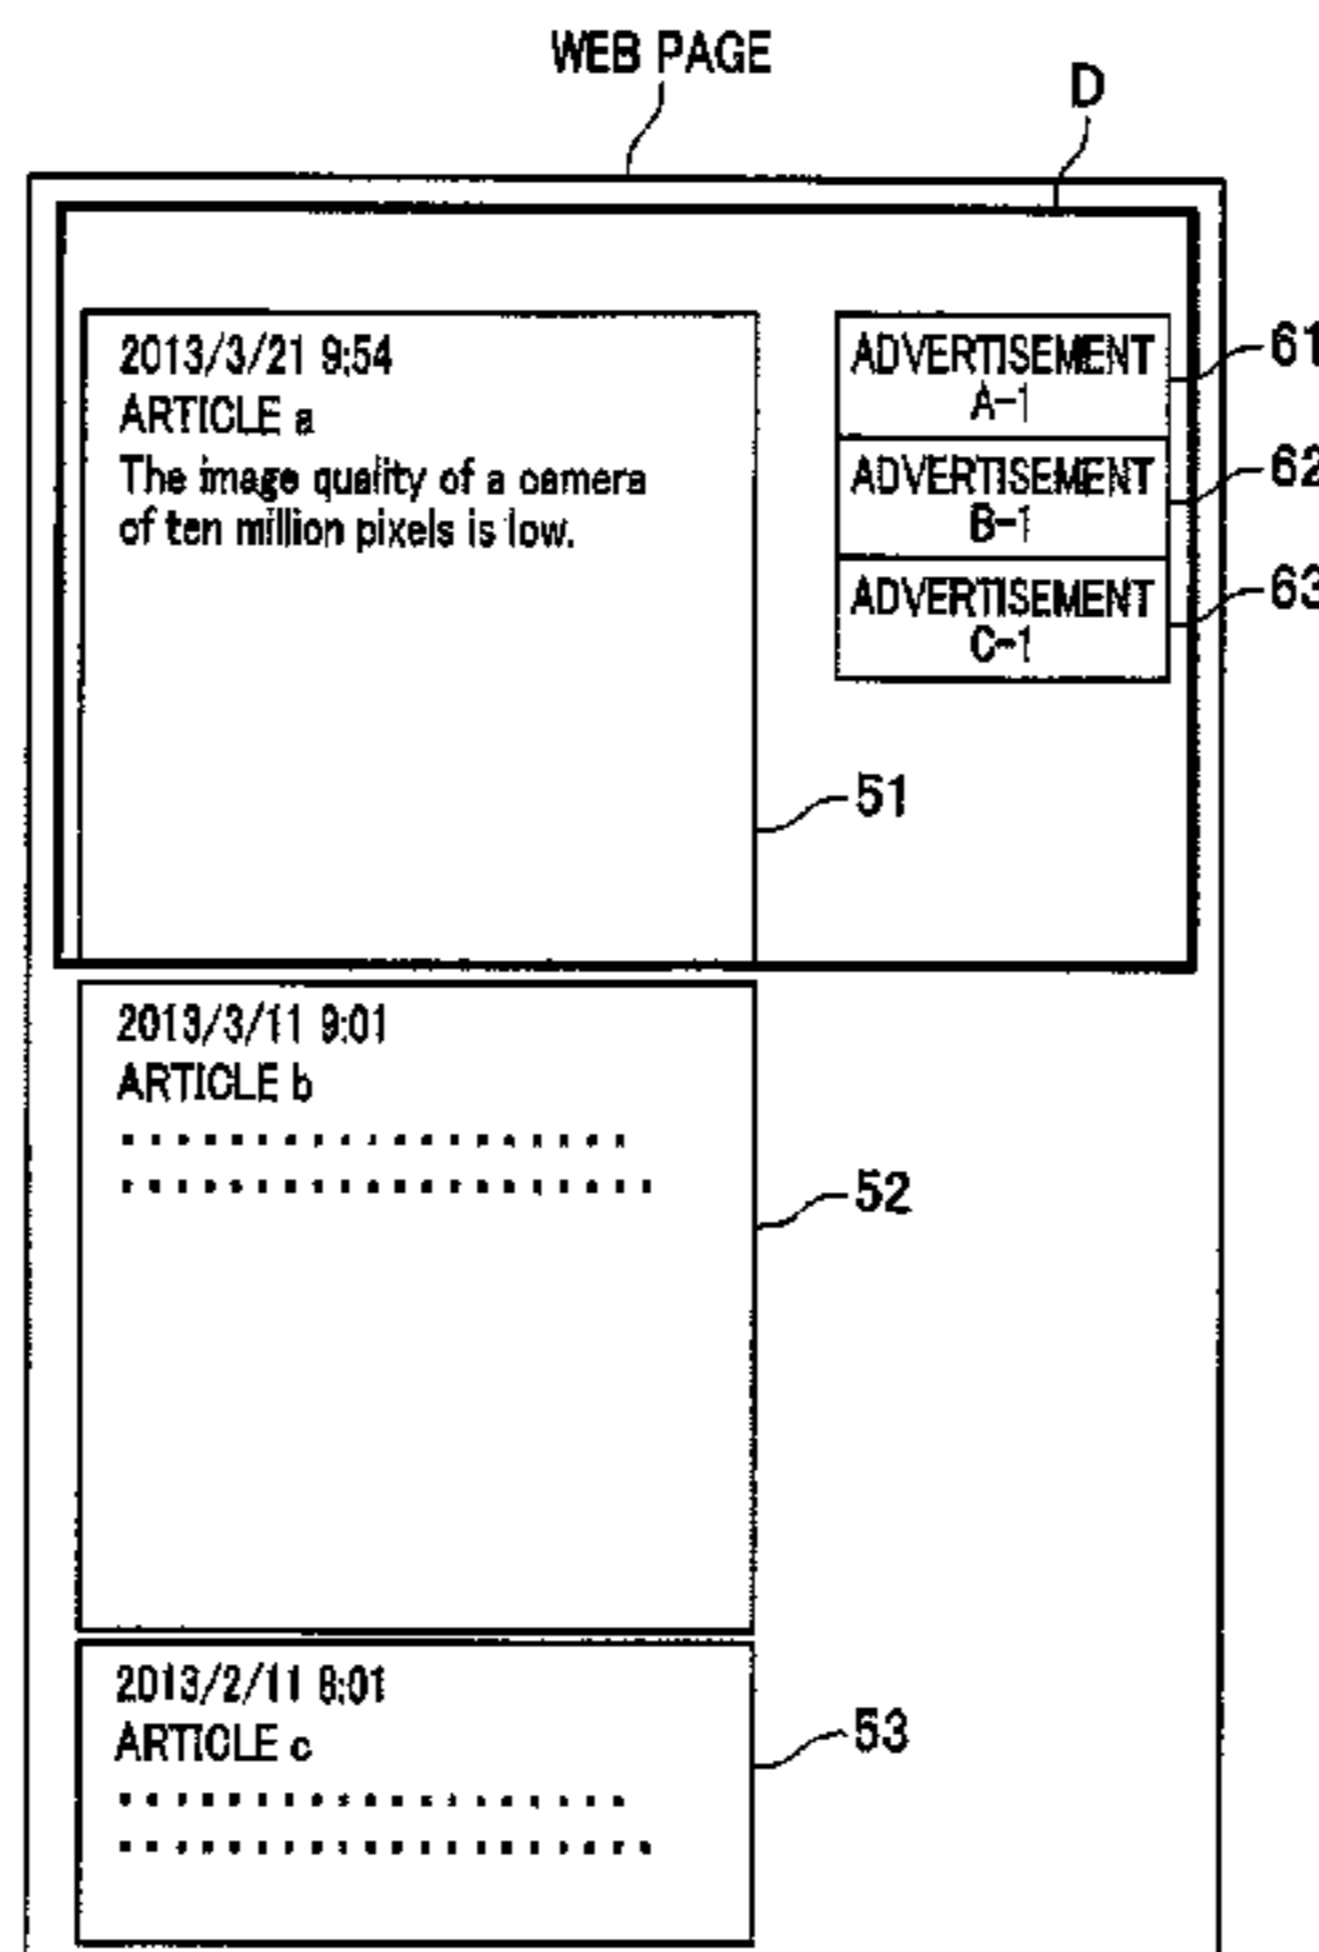 WEB PAGE
D
2013/3/21 9:54
ARTICLE a
The image quality of a camera
of ten million pixels is low.
ADVERTISEMENT
A-1
61
ADVERTISEMENT
B-1
62
ADVERTISEMENT
C-1
63
51
2013/3/11 9:01
ARTICLE b
52
2013/2/11 8:01
ARTICLE c
53